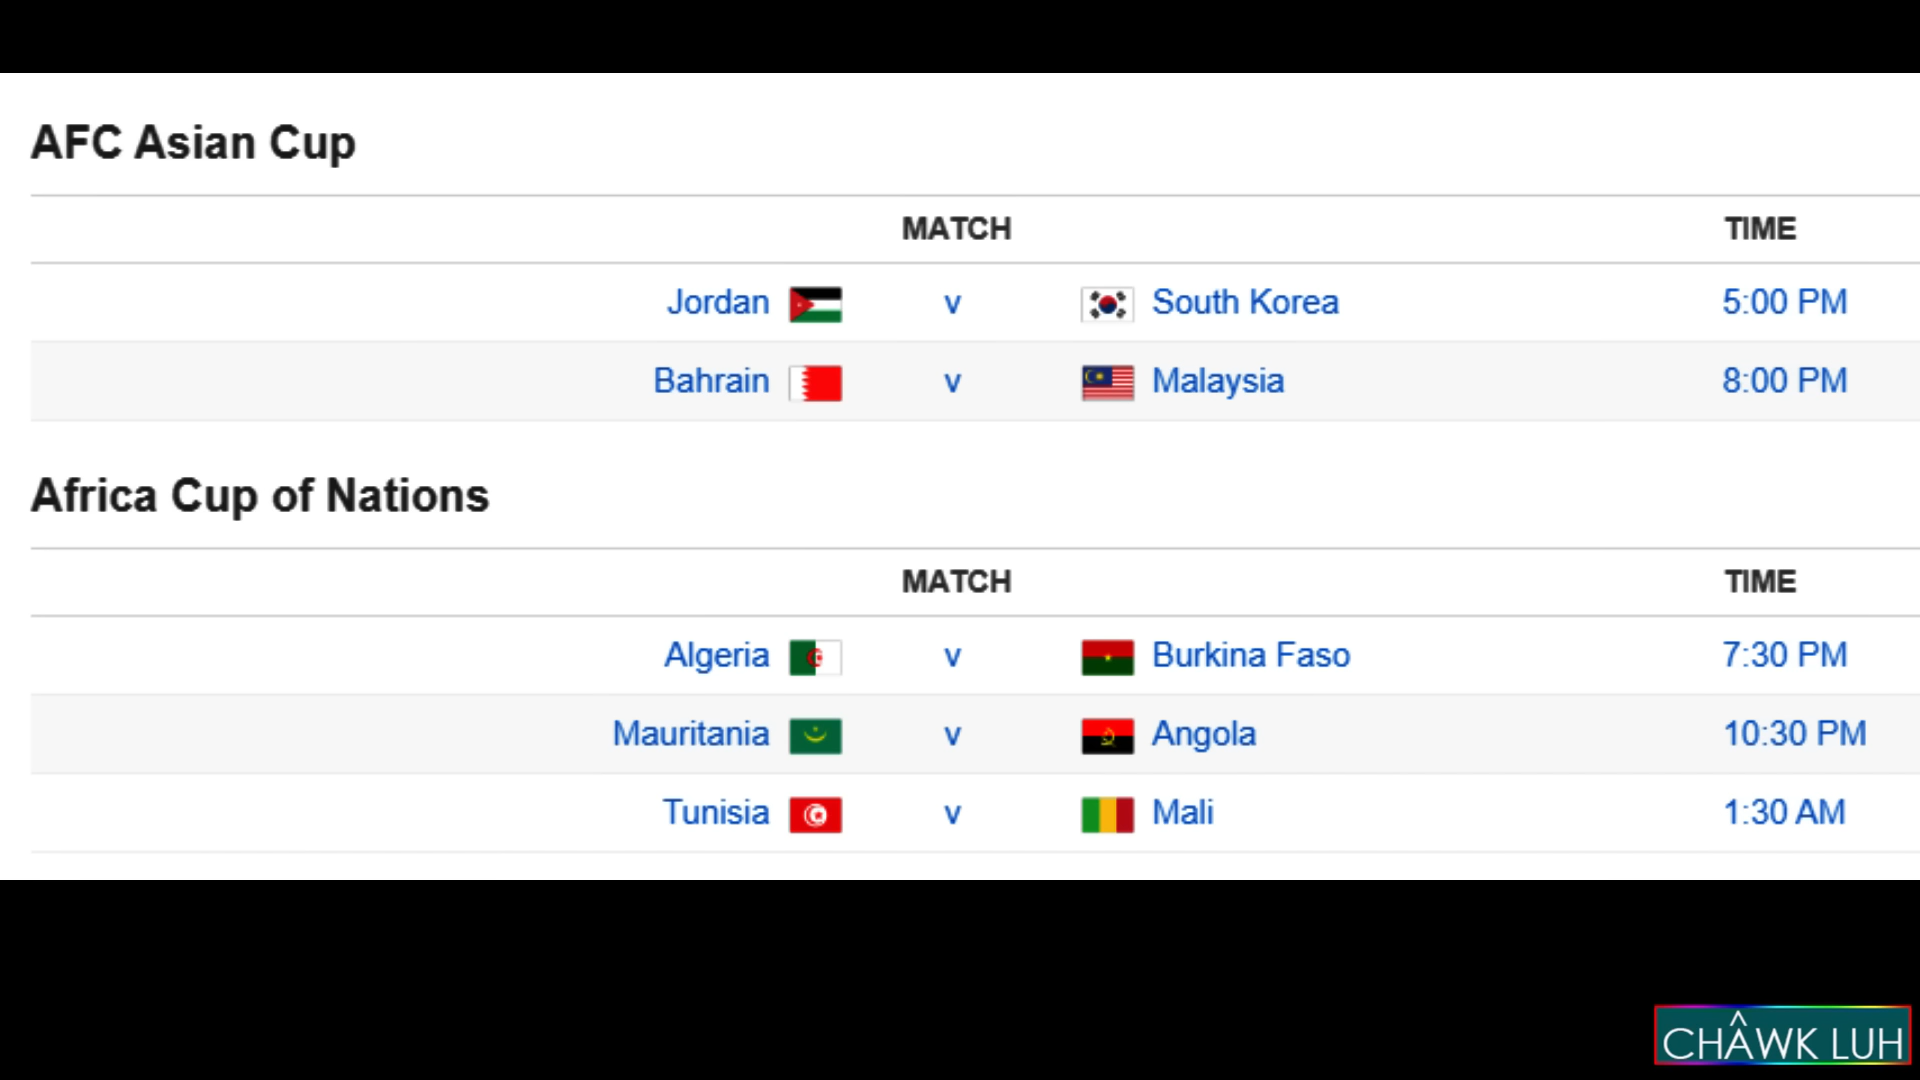 AFC Asian Cup
MATCH TIME
Jordan v South Korea 5:00 PM
Bahrain v Malaysia 8:00 PM
Africa Cup of Nations
MATCH TIME
Algeria v Burkina Faso 7:30 PM
Mauritania v Angola 10:30 PM
Tunisia v Mali 1:30 AM
CHÂWK LUH